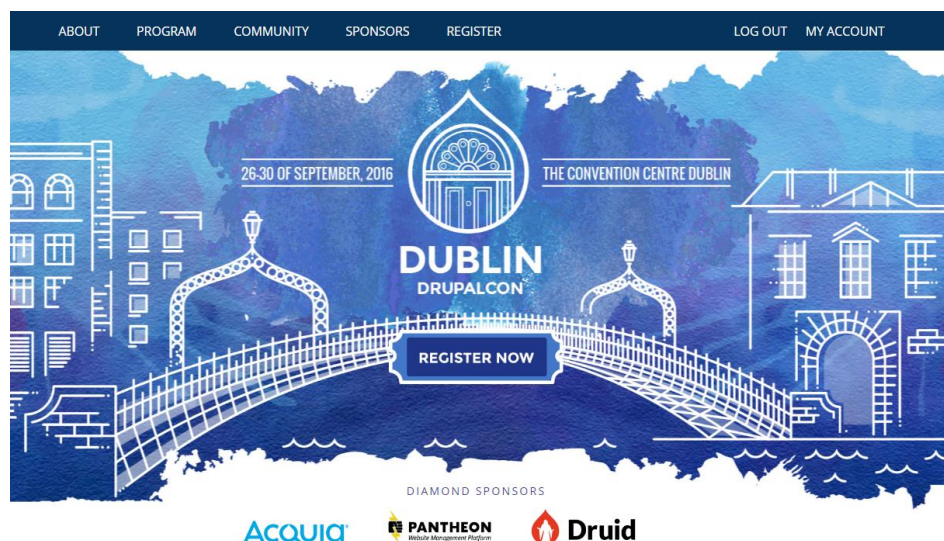 ABOUT PROGRAM COMMUNITY SPONSORS REGISTER LOG OUT MY ACCOUNT
26-30 OF SEPTEMBER, 2016 THE CONVENTION CENTRE DUBLIN
DUBLIN
DRUPALCON
REGISTER NOW
DIAMOND SPONSORS
ACQUIA PANTHEON Druid
Website Management Platform